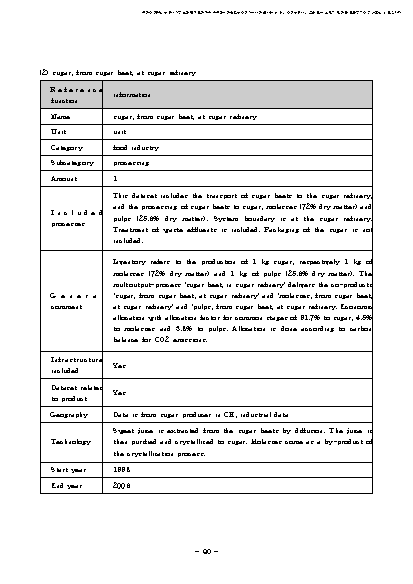 (2) sugar, from sugar beet, at sugar refinery
Reference
function
information
Name
sugar, from sugar beet, at sugar refinery
Unit
unit
Category
food industry
Subcategory
processing
Amount
1
Included
processes
This dataset includes the transport of sugar beets to the sugar refinery,
and the processing of sugar beets to sugar, molasses (72% dry matter) and
pulps (25.8% dry matter). System boundary is at the sugar refinery.
Treatment of waste effluents is included. Packaging of the sugar is not
included.
General
comment
Inventory refers to the production of 1 kg sugar, respectively 1 kg of
molasses (72% dry matter) and 1 kg of pulps (25.8% dry matter). The
multioutput-process 'sugar beet, in sugar refinery' delivers the co-products
'sugar, from sugar beet, at sugar refinery' and 'molasses, from sugar beet,
at sugar refinery' and 'pulps, from sugar beet, at sugar refinery'. Economic
allocation with allocation factor for common stages of 91.7% to sugar, 4.5%
to molasses and 3.8% to pulps. Allocation is done according to carbon
balance for CO2 emissions.
Infrastructure
included
Yes
Dataset relates
to product
Yes
Geography
Data is from sugar producer in CH, industrial data
Technology
Sweet juice is extracted from the sugar beets by diffusion. The juice is
then purified and crystallised to sugar. Molasses comes as a by-product of
the crystallisation process.
Start year
1998
End year
2006
- 90 -